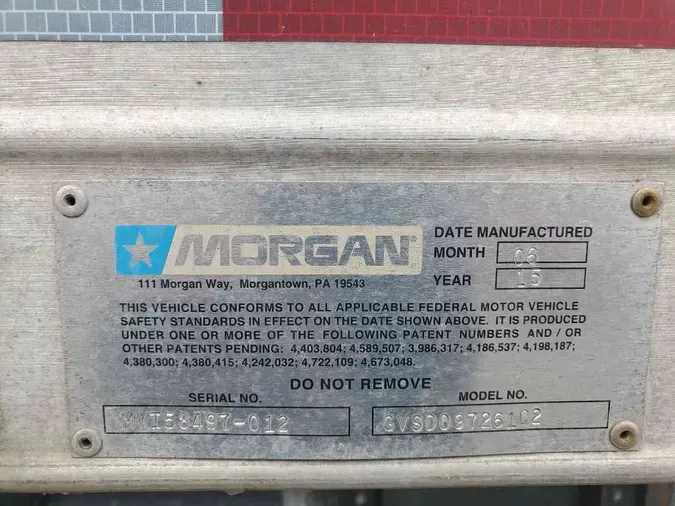 MORGAN
111 Morgan Way, Morgantown, PA 19543
DATE MANUFACTURED
MONTH 06
YEAR 15
THIS VEHICLE CONFORMS TO ALL APPLICABLE FEDERAL MOTOR VEHICLE
SAFETY STANDARDS IN EFFECT ON THE DATE SHOWN ABOVE. IT IS PRODUCED
UNDER ONE OR MORE OF THE FOLLOWING PATENT NUMBERS AND / OR
OTHER PATENTS PENDING: 4,403,804; 4,589,507; 3,986,317; 4,186,537; 4,198,187;
4,380,300; 4,380,415; 4,242,032; 4,722,109; 4,673,048.
DO NOT REMOVE
SERIAL NO. MODEL NO.
MVI58497-012 GVSD09726102